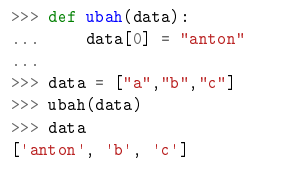 >>> def ubah(data):
...     data[0] = "anton"
...
>>> data = ["a","b","c"]
>>> ubah(data)
>>> data
['anton', 'b', 'c']